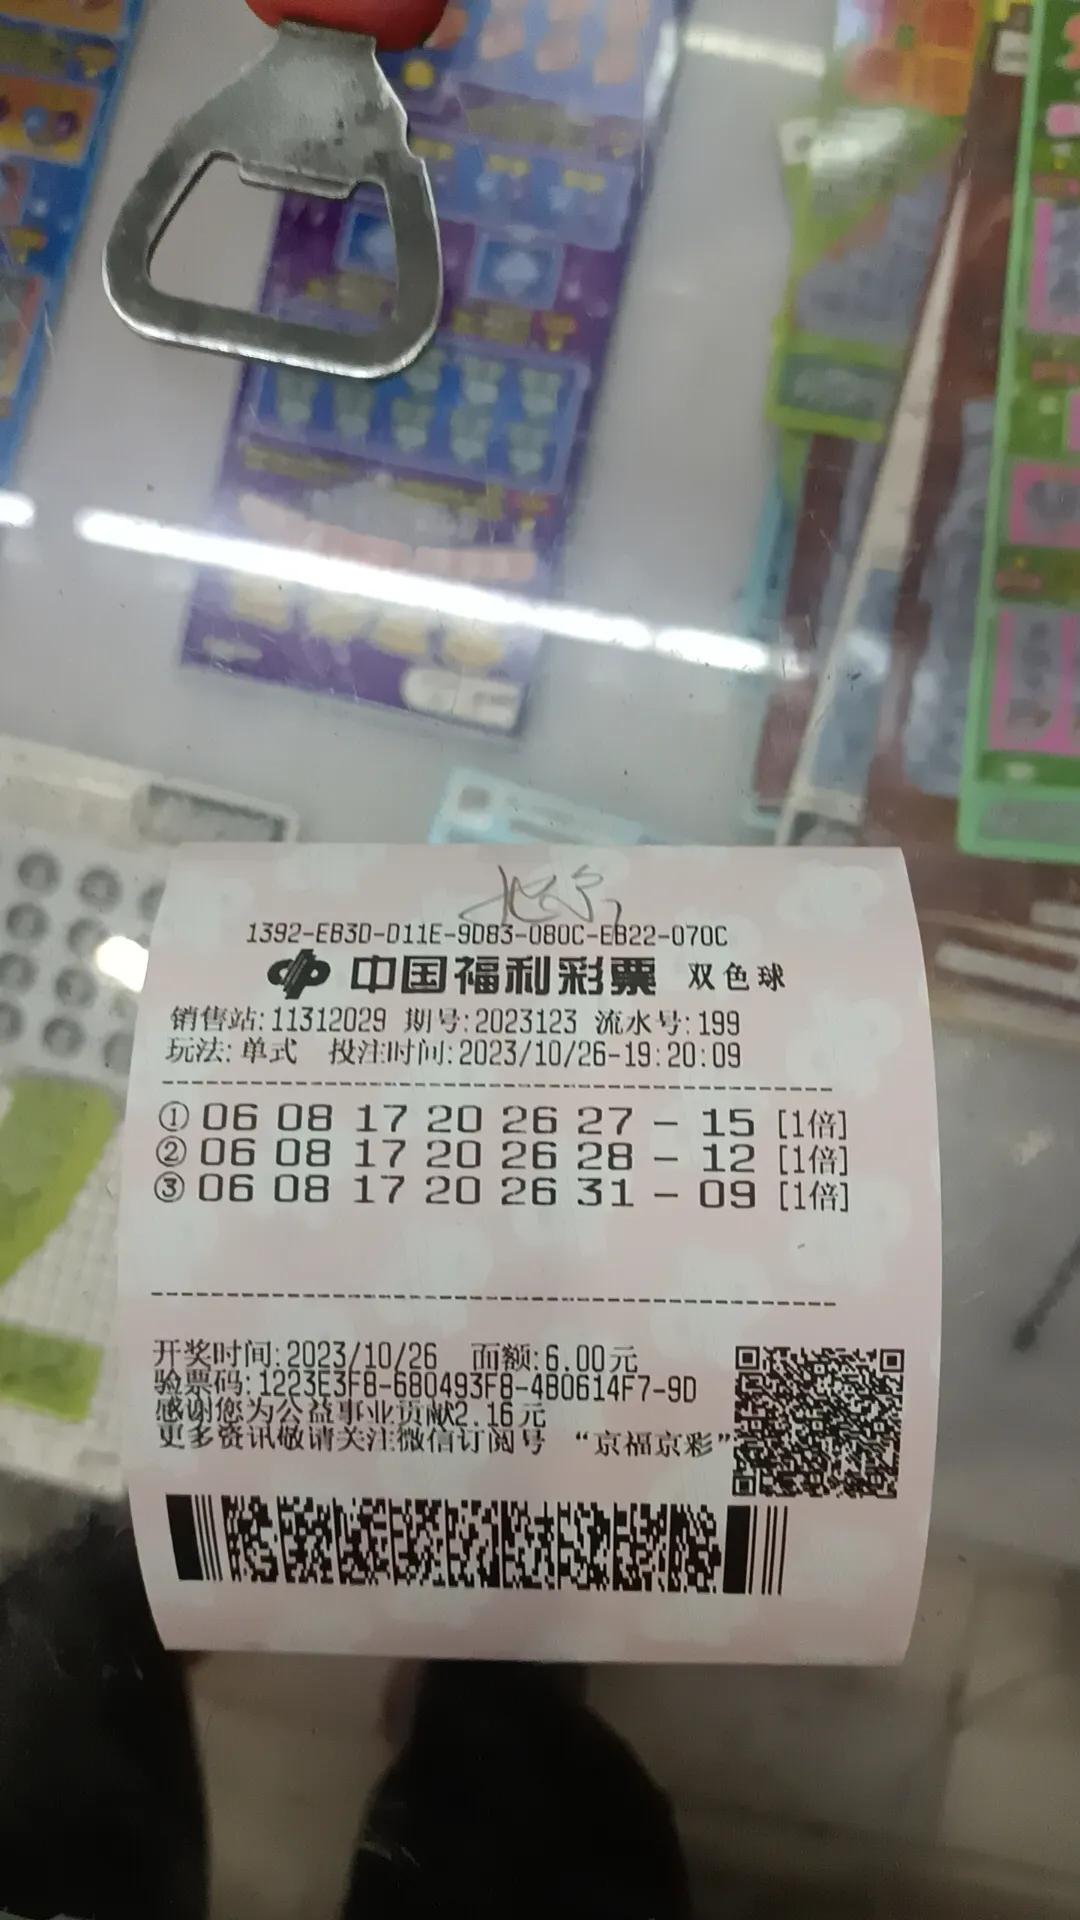 1392-EB3D-D11E-9D83-080C-EB22-070C
中国福利彩票 双色球
销售站:11312029 期号:2023123 流水号:199
玩法:单式 投注时间:2023/10/26-19:20:09
① 06 08 17 20 26 27 - 15 [1倍]
② 06 08 17 20 26 28 - 12 [1倍]
③ 06 08 17 20 26 31 - 09 [1倍]
开奖时间:2023/10/26 面额:6.00元
验票码:1223E3FB-680493F8-4B0614F7-9D
感谢您为公益事业贡献2.16元
更多资讯敬请关注微信订阅号 “京福京彩”